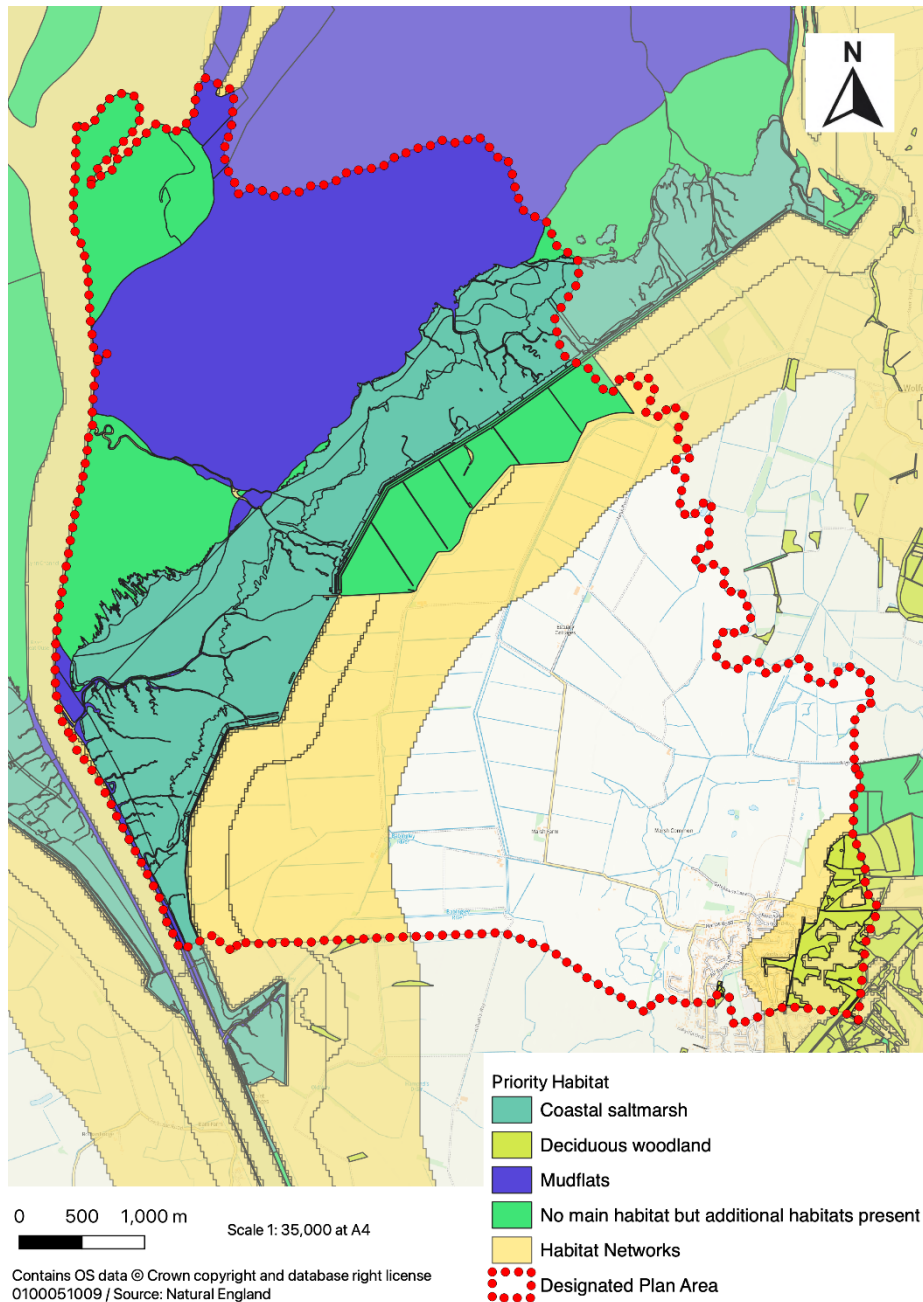 N
Priority Habitat
Coastal saltmarsh
Deciduous woodland
Mudflats
No main habitat but additional habitats present
Habitat Networks
Designated Plan Area
0 500 1,000 m
Scale 1: 35,000 at A4
Contains OS data © Crown copyright and database right license
0100051009 / Source: Natural England